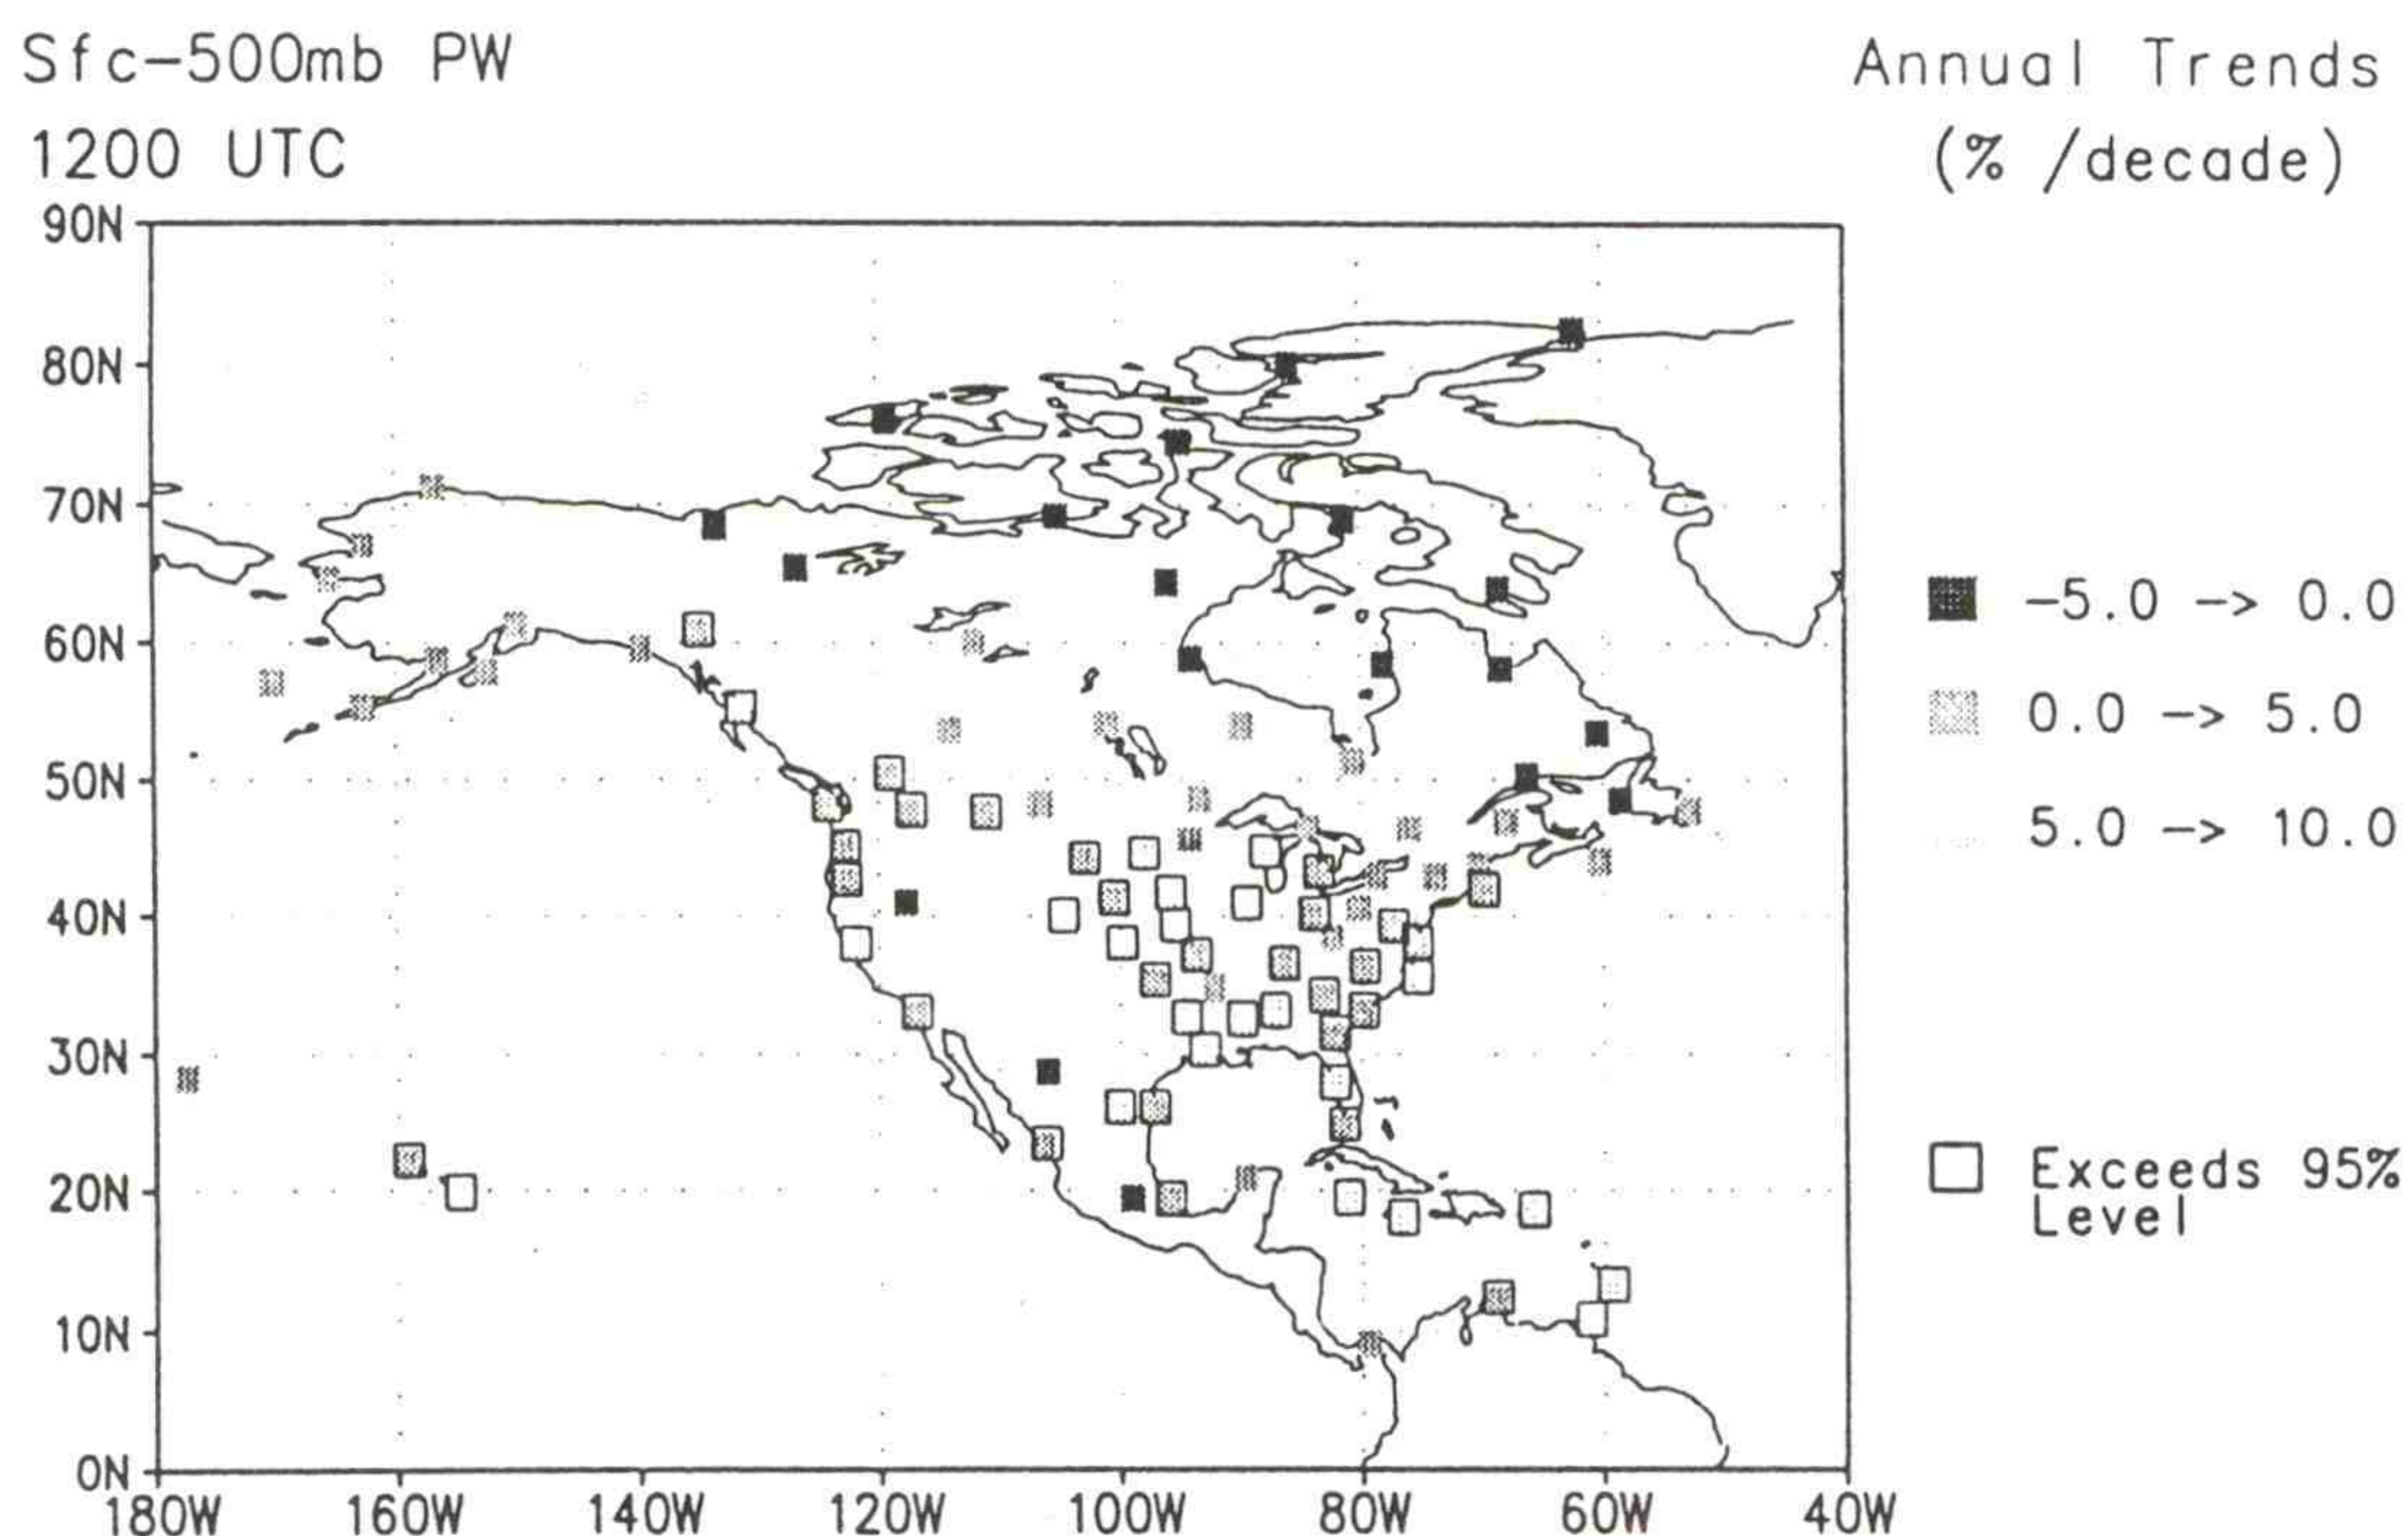 Sfc-500mb PW
Annual Trends
1200 UTC
(% /decade)
90N
80N
70N
60N
50N
40N
30N
20N
10N
0N
180W 160W 140W 120W 100W 80W 60W 40W
-5.0 -> 0.0
0.0 -> 5.0
5.0 -> 10.0
Exceeds 95%
Level